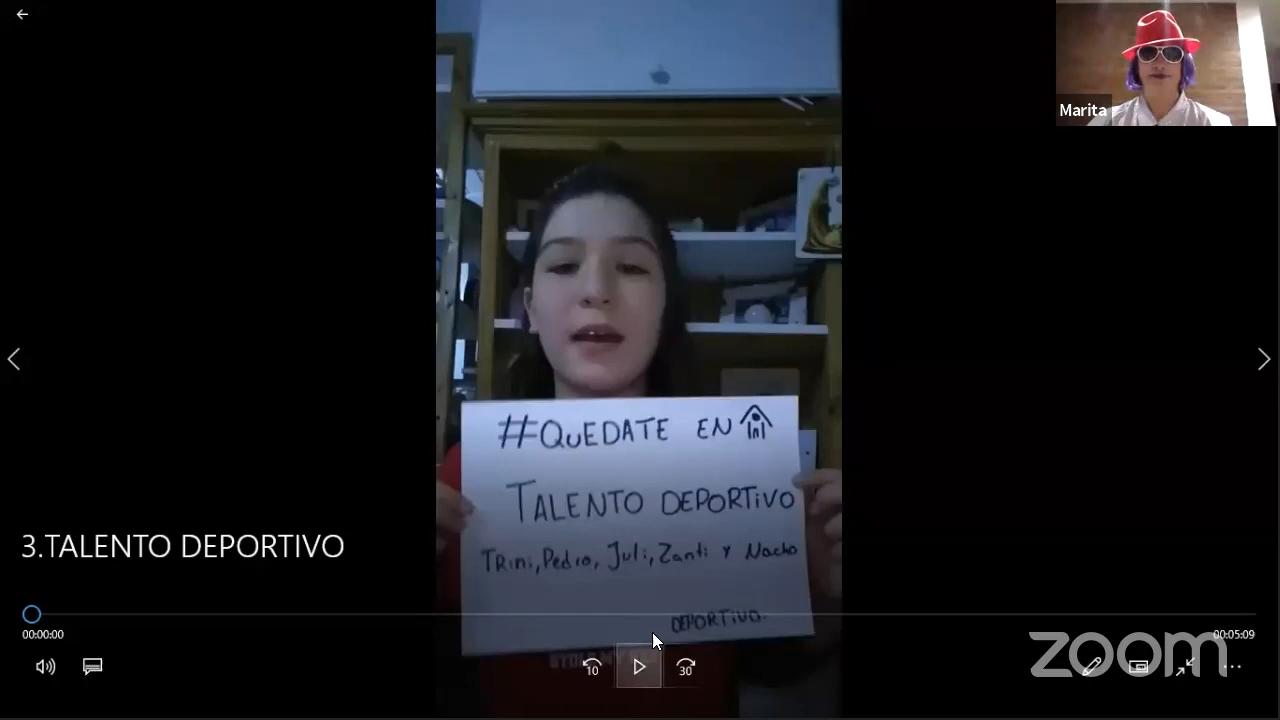 Marita
#QUEDATE EN
TALENTO DEPORTIVO
Trini, Pedro, Juli, Zanti y Nacho
DEPORTIVO.
3.TALENTO DEPORTIVO
00:00:00
00:05:09
10
30
zoom